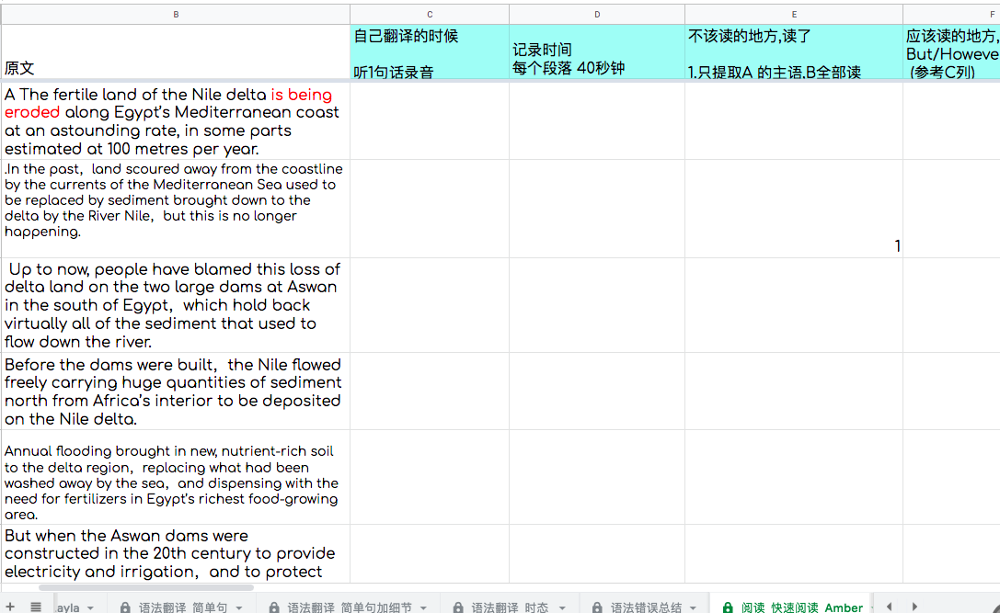 B
C
D
E
F
原文
自己翻译的时候
听1句话录音
记录时间
每个段落 40秒钟
不该读的地方,读了
1.只提取A 的主语,B全部读
应该读的地方,
But/Howeve
(参考C列)
A The fertile land of the Nile delta is being
eroded along Egypt's Mediterranean coast
at an astounding rate, in some parts
estimated at 100 metres per year.
.In the past, land scoured away from the coastline
by the currents of the Mediterranean Sea used to
be replaced by sediment brought down to the
delta by the River Nile, but this is no longer
happening.
1
Up to now, people have blamed this loss of
delta land on the two large dams at Aswan
in the south of Egypt, which hold back
virtually all of the sediment that used to
flow down the river.
Before the dams were built, the Nile flowed
freely carrying huge quantities of sediment
north from Africa's interior to be deposited
on the Nile delta.
Annual flooding brought in new, nutrient-rich soil
to the delta region, replacing what had been
washed away by the sea, and dispensing with the
need for fertilizers in Egypt's richest food-growing
area.
But when the Aswan dams were
constructed in the 20th century to provide
electricity and irrigation, and to protect
ayla
语法翻译 简单句
语法翻译 简单句加细节
语法翻译 时态
语法错误总结
阅读 快速阅读 Amber